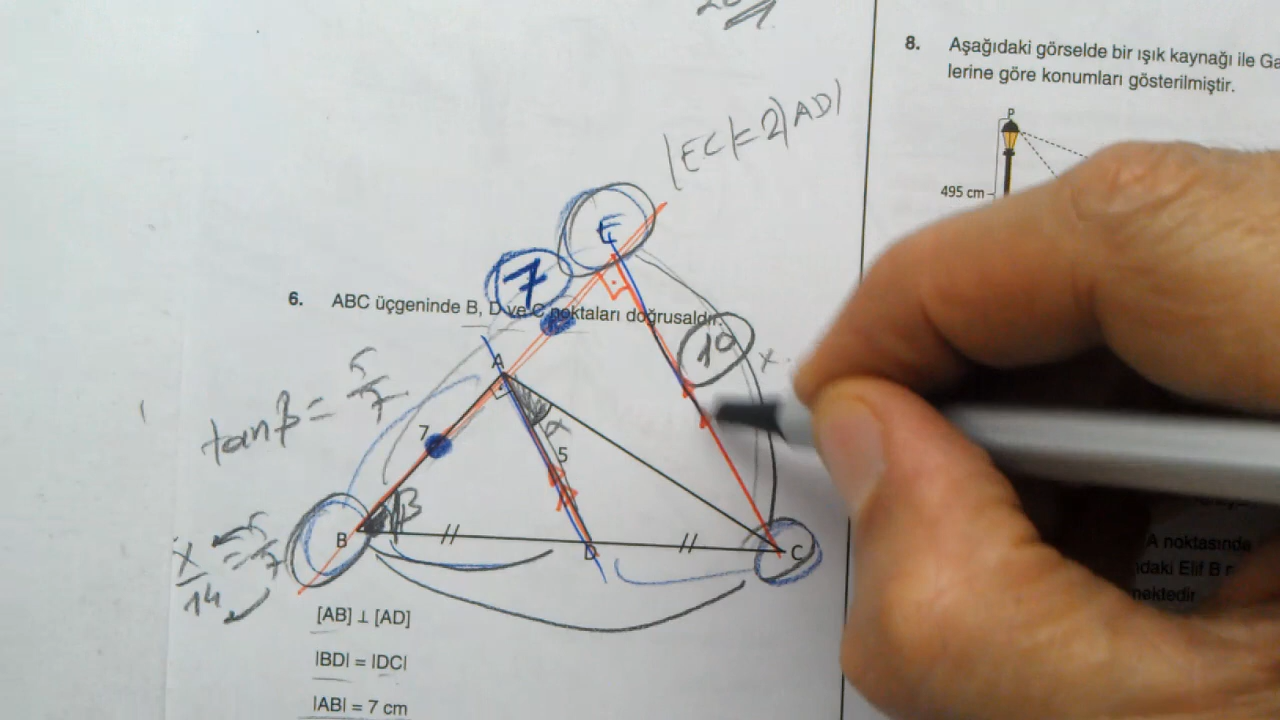 8. Aşağıdaki görselde bir ışık kaynağı ile Ga
lerine göre konumları gösterilmiştir.
P
495 cm
|EC|=2|AD|
E
7
6. ABC üçgeninde B, D ve C noktaları doğrusaldır.
10
x
A
tanβ = 5/7
7
α
5
β
B
D
C
x/14 = 5/7
A noktasında
daki Elif B
mektedir
[AB] ⊥ [AD]
|BD| = |DC|
|AB| = 7 cm